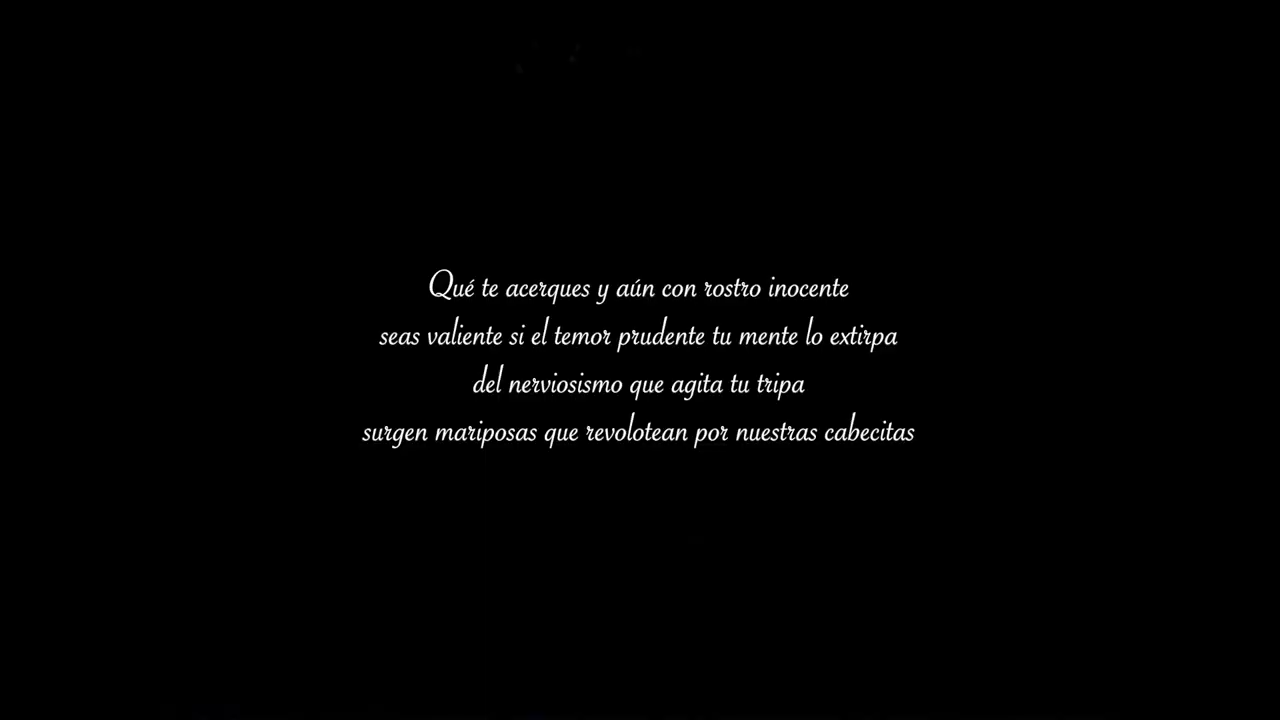 Qué te acerques y aún con rostro inocente
seas valiente si el temor prudente tu mente lo extirpa
del nerviosismo que agita tu tripa
surgen mariposas que revolotean por nuestras cabecitas